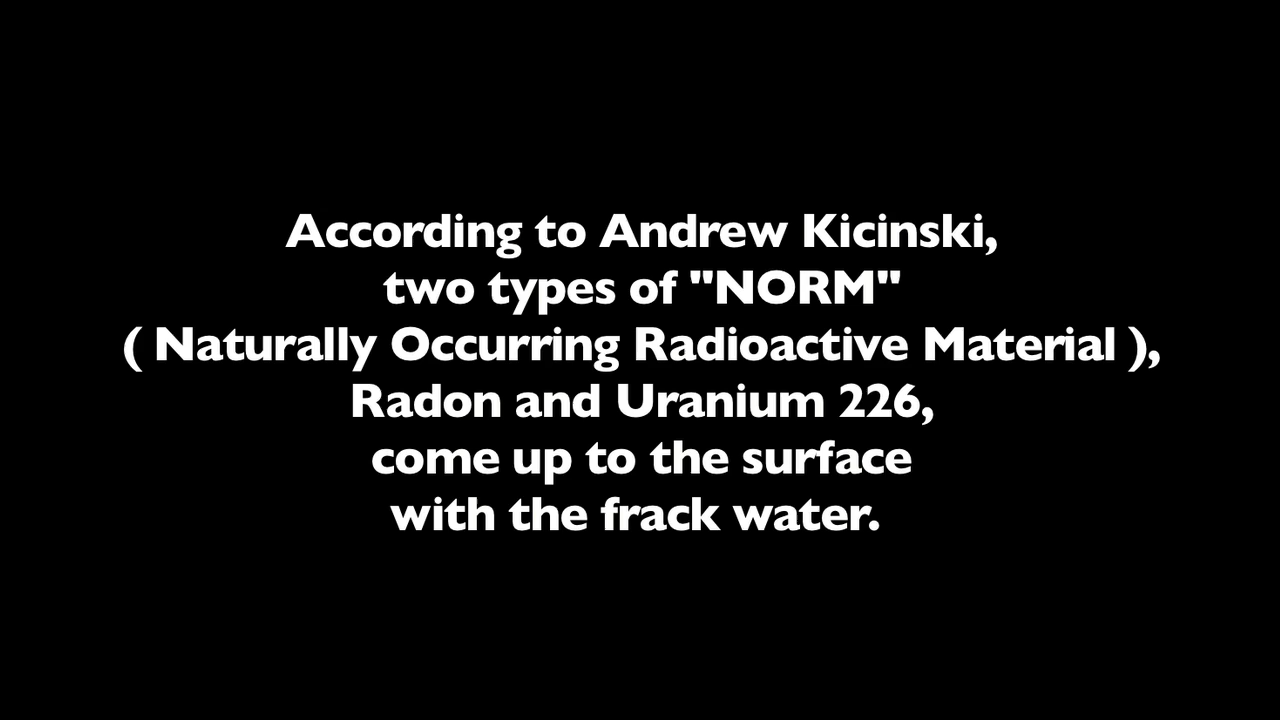 According to Andrew Kicinski,
two types of "NORM"
( Naturally Occurring Radioactive Material ),
Radon and Uranium 226,
come up to the surface
with the frack water.